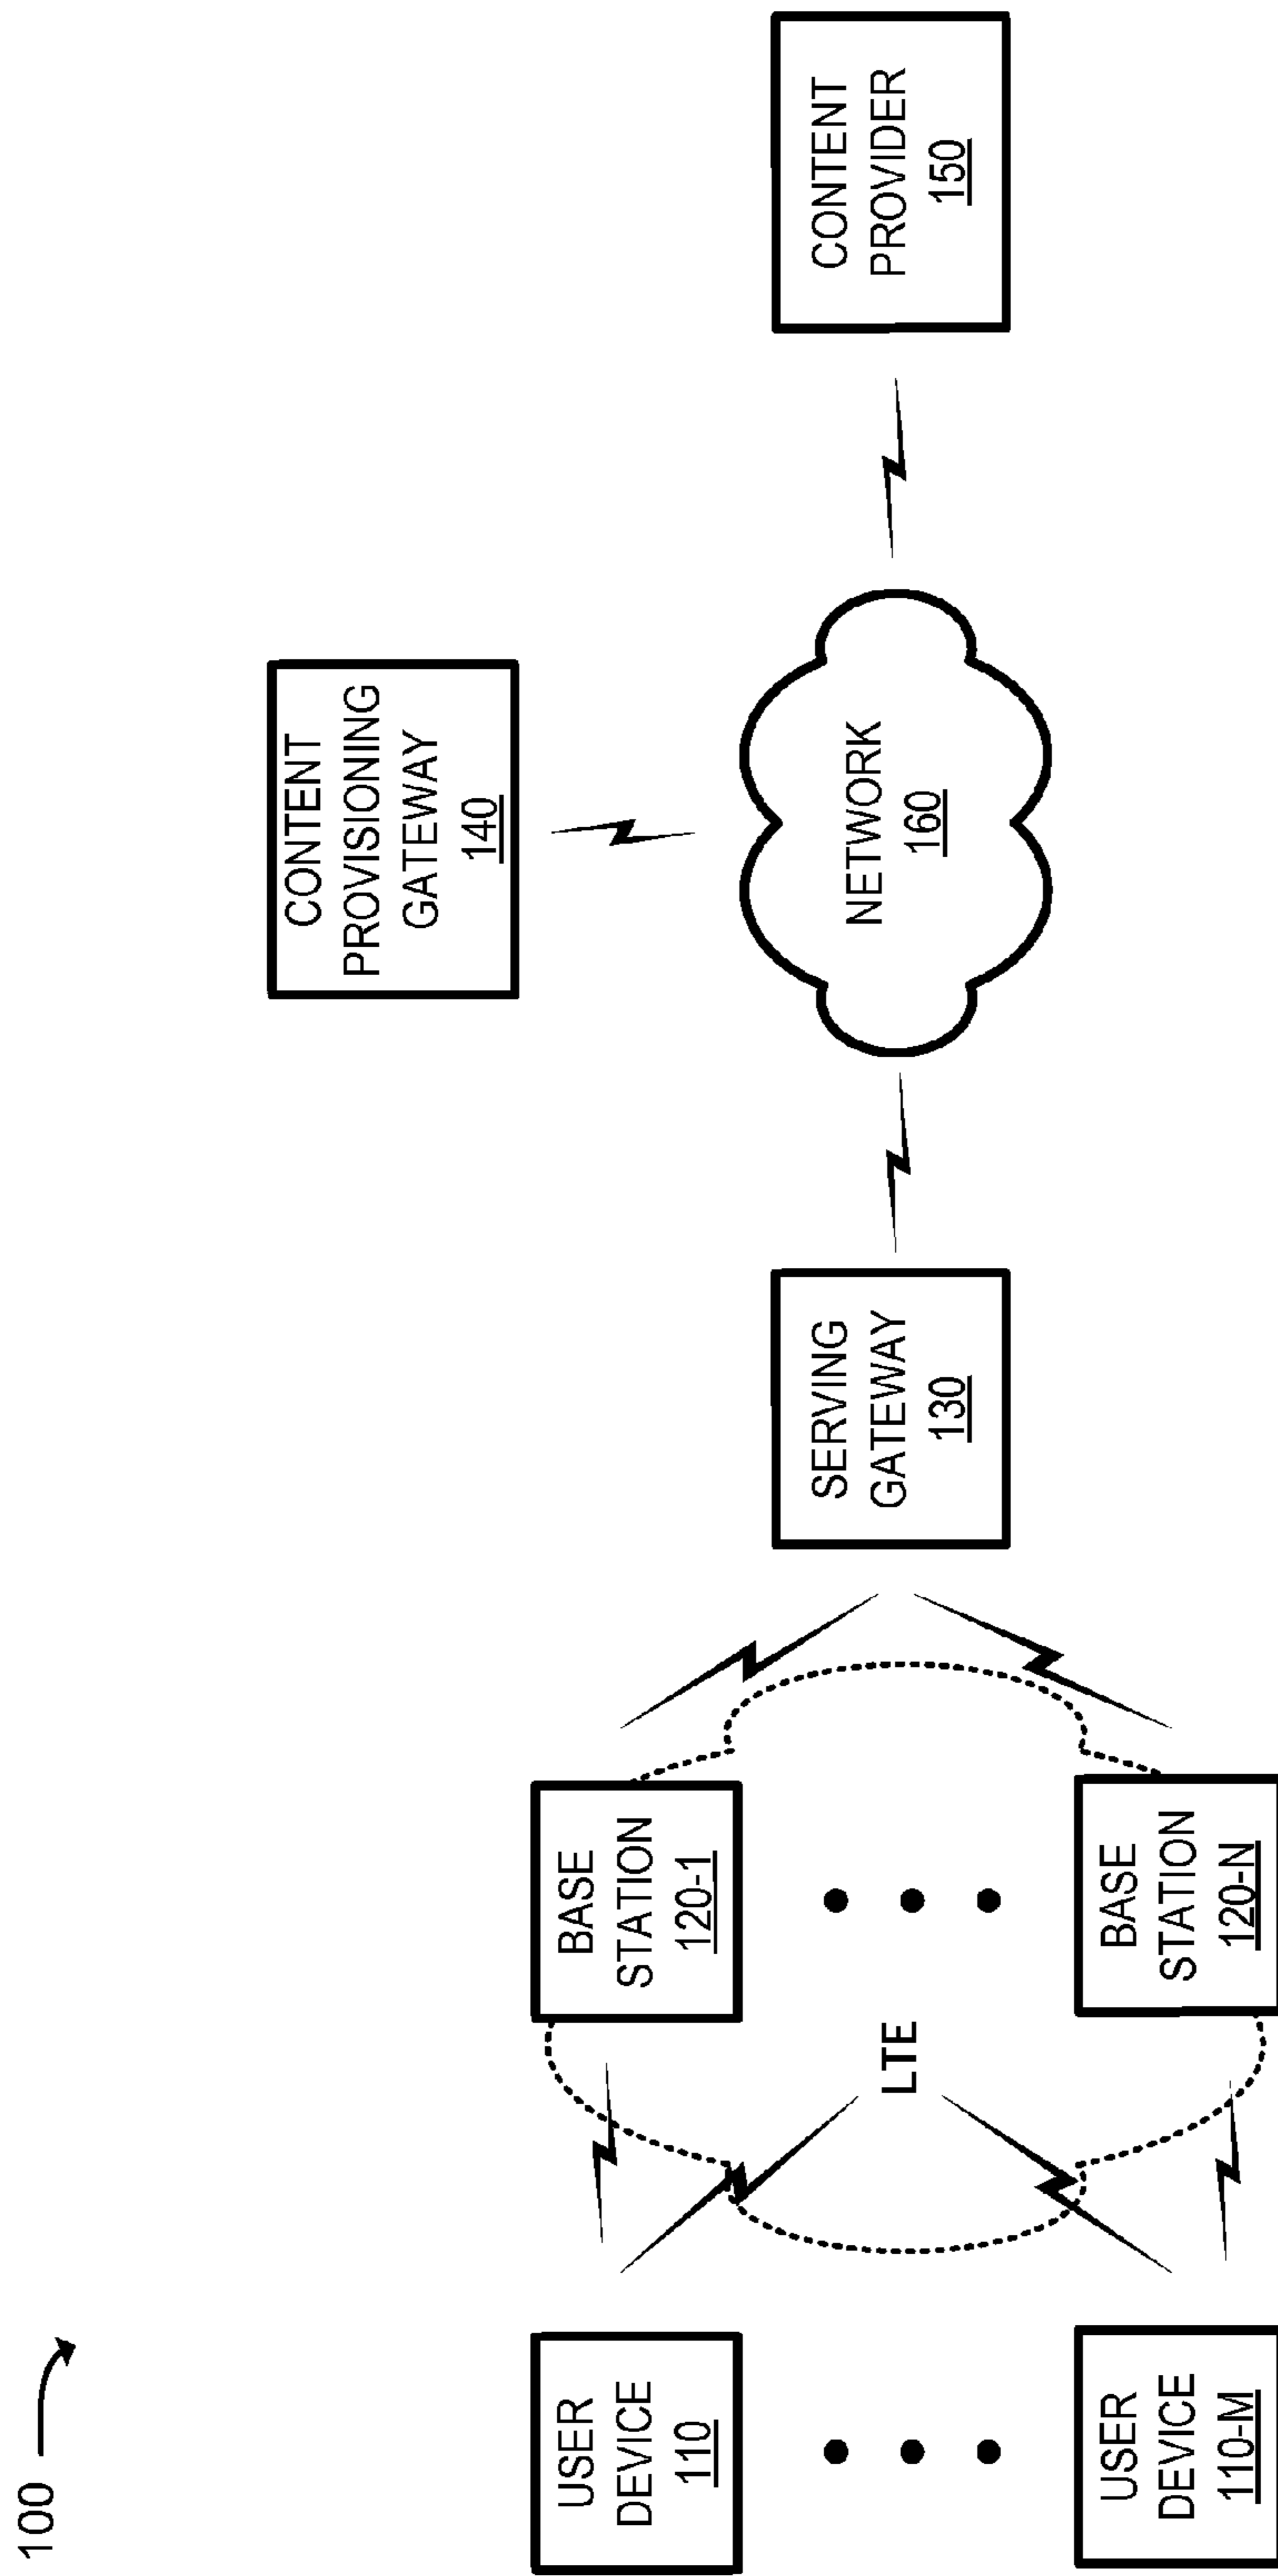 100
CONTENT
PROVISIONING
GATEWAY
140
USER
DEVICE
110
BASE
STATION
120-1
LTE
SERVING
GATEWAY
130
NETWORK
160
CONTENT
PROVIDER
150
USER
DEVICE
110-M
BASE
STATION
120-N